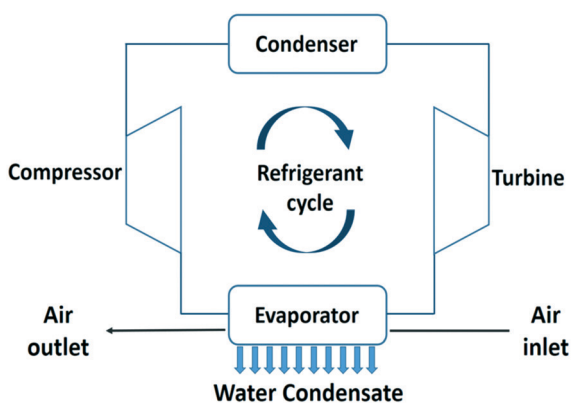 Condenser
Compressor
Refrigerant
cycle
Turbine
Air
outlet
Evaporator
Air
inlet
Water Condensate